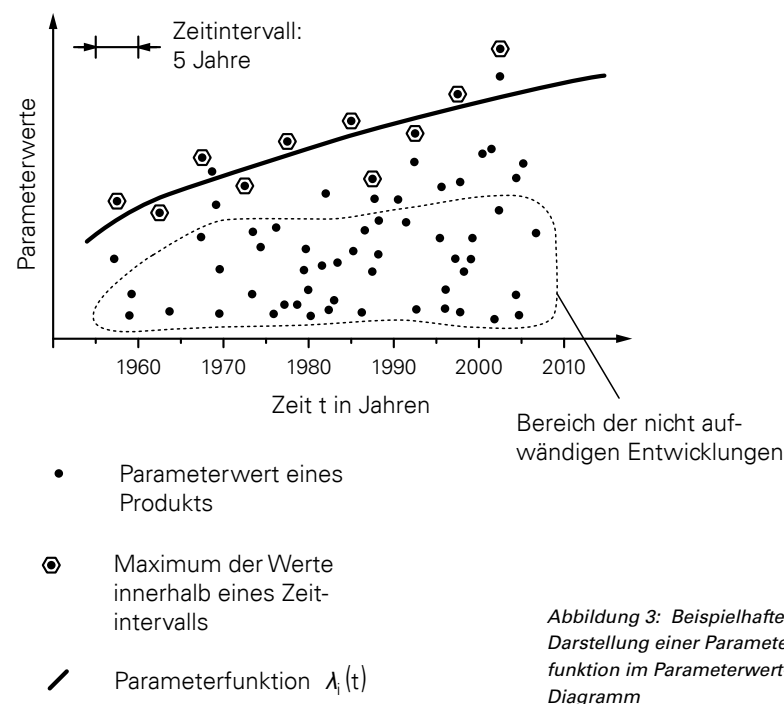 Zeitintervall:
5 Jahre
Parameterwerte
1960 1970 1980 1990 2000 2010
Zeit t in Jahren
Bereich der nicht auf-
wändigen Entwicklungen
Parameterwert eines
Produkts
Maximum der Werte
innerhalb eines Zeit-
intervalls
Parameterfunktion λi (t)
Abbildung 3: Beispielhafte
Darstellung einer Paramete
funktion im Parameterwert
Diagramm